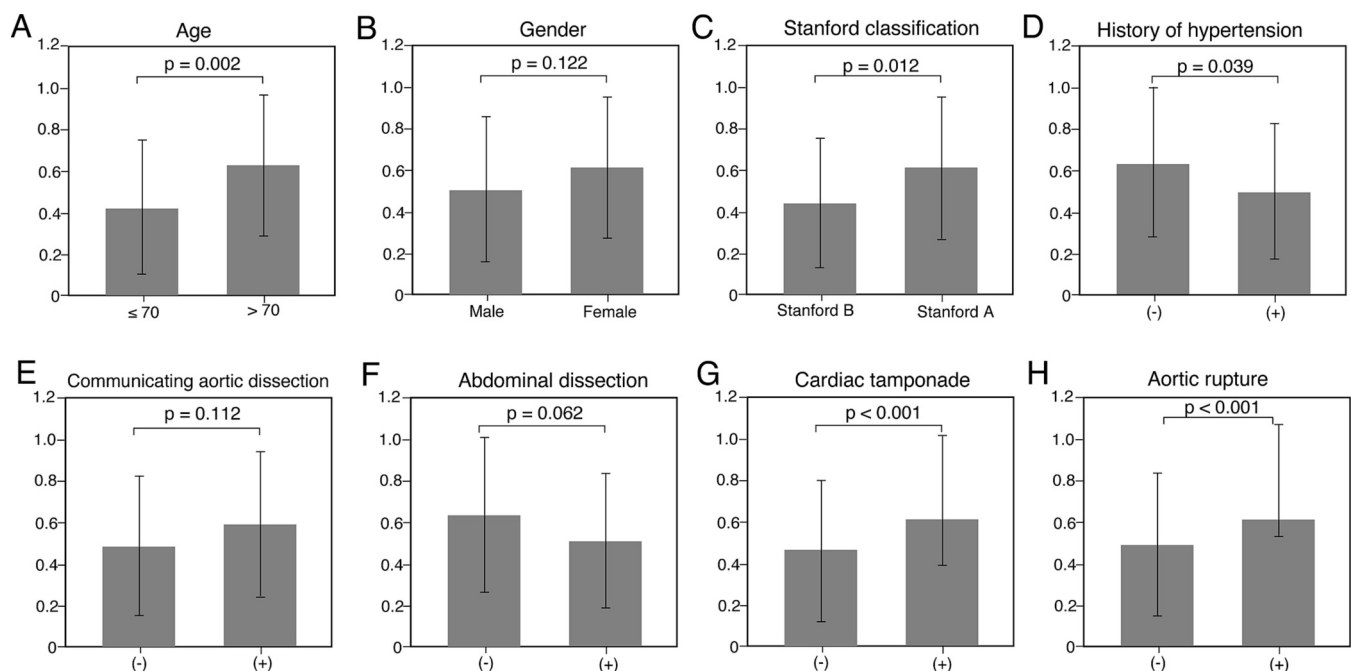 A
Age
1.2
1.0
0.8
0.6
0.4
0.2
0
p = 0.002
≤ 70
> 70
B
Gender
1.2
1.0
0.8
0.6
0.4
0.2
0
p = 0.122
Male
Female
C
Stanford classification
1.2
1.0
0.8
0.6
0.4
0.2
0
p = 0.012
Stanford B
Stanford A
D
History of hypertension
1.2
1.0
0.8
0.6
0.4
0.2
0
p = 0.039
(-)
(+)
E
Communicating aortic dissection
1.2
1.0
0.8
0.6
0.4
0.2
0
p = 0.112
(-)
(+)
F
Abdominal dissection
1.2
1.0
0.8
0.6
0.4
0.2
0
p = 0.062
(-)
(+)
G
Cardiac tamponade
1.2
1.0
0.8
0.6
0.4
0.2
0
p < 0.001
(-)
(+)
H
Aortic rupture
1.2
1.0
0.8
0.6
0.4
0.2
0
p < 0.001
(-)
(+)